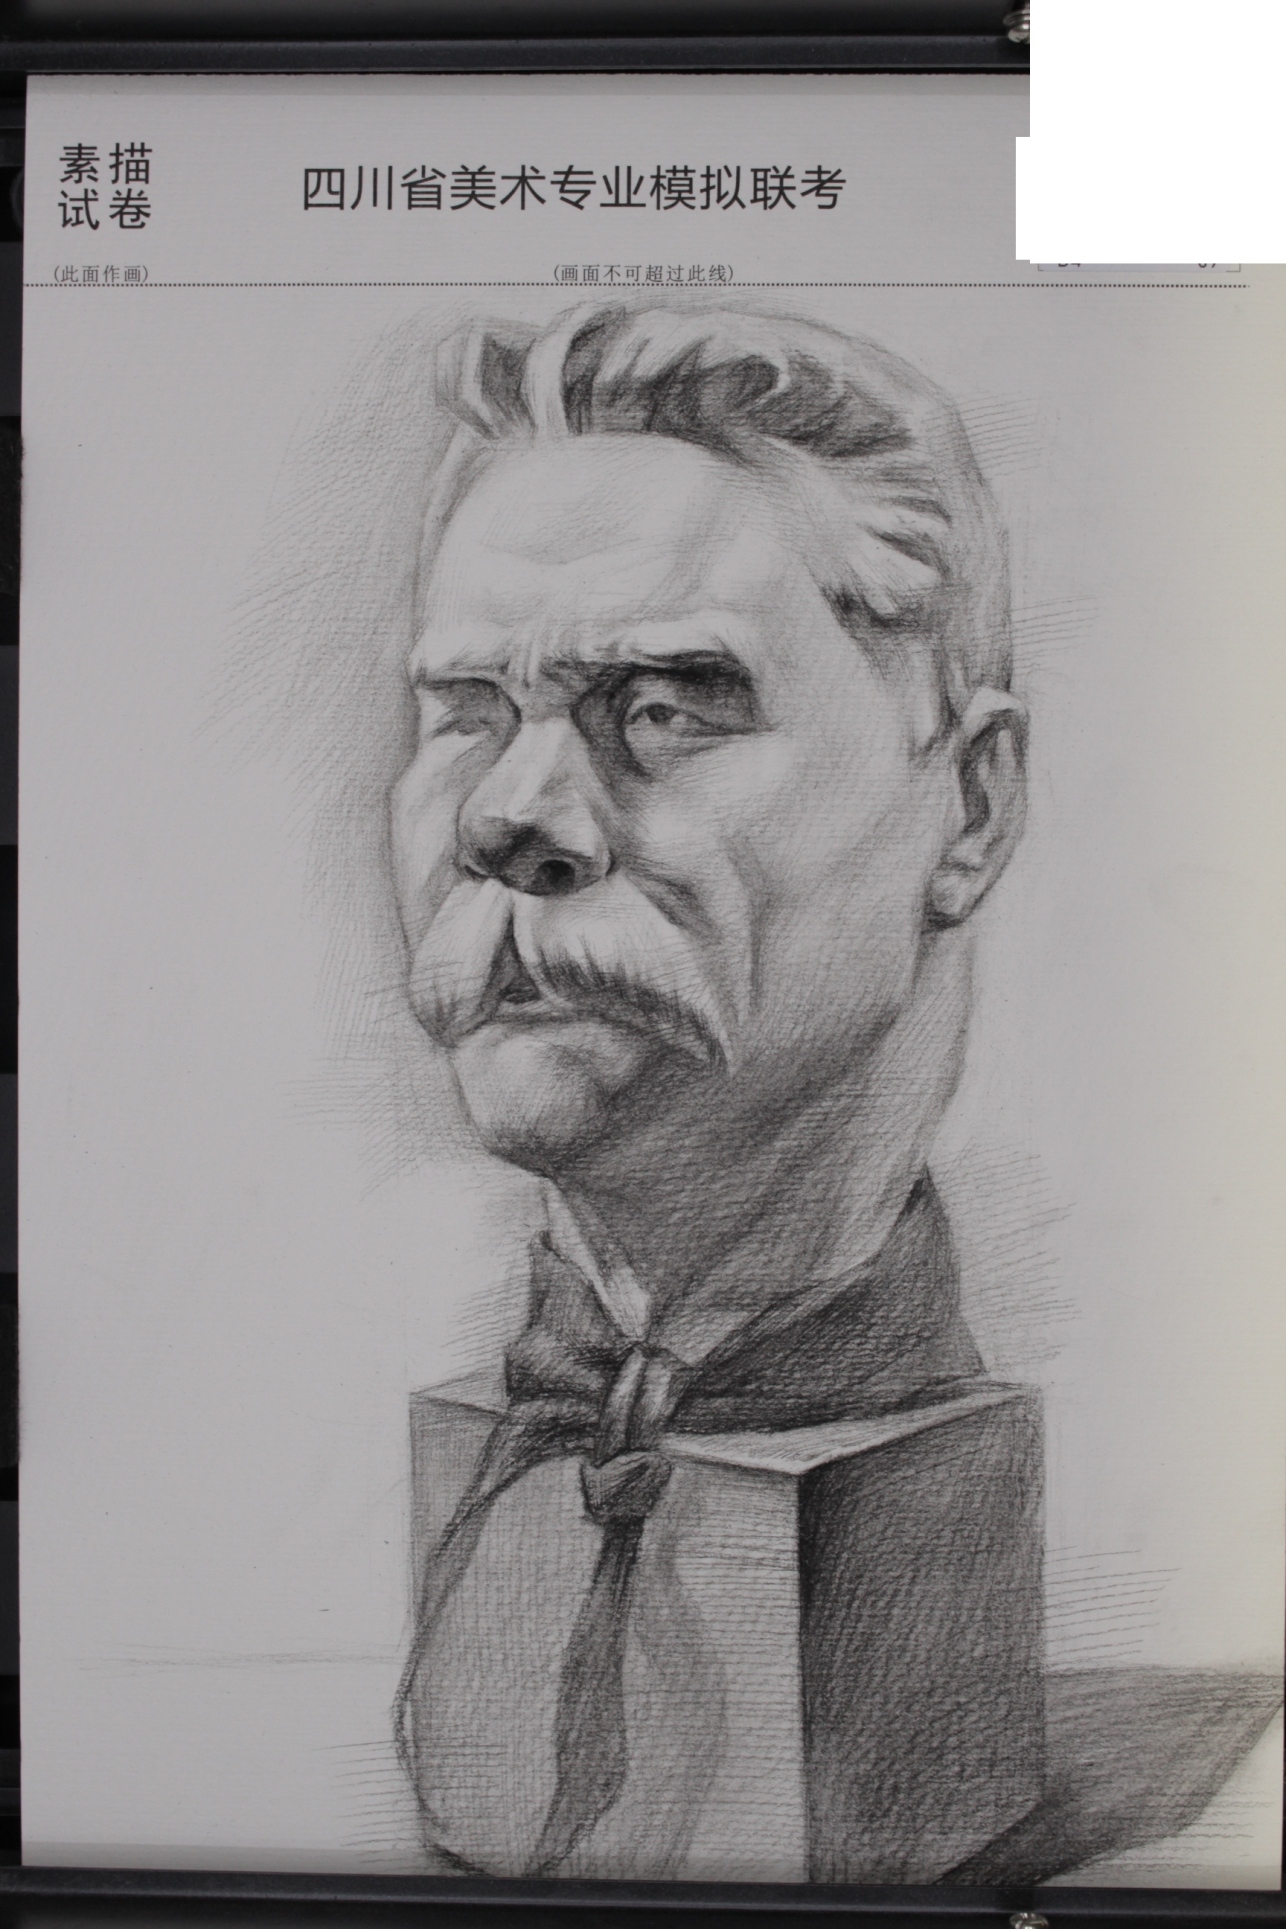 素描
试卷
四川省美术专业模拟联考
(此面作画)
(画面不可超过此线)